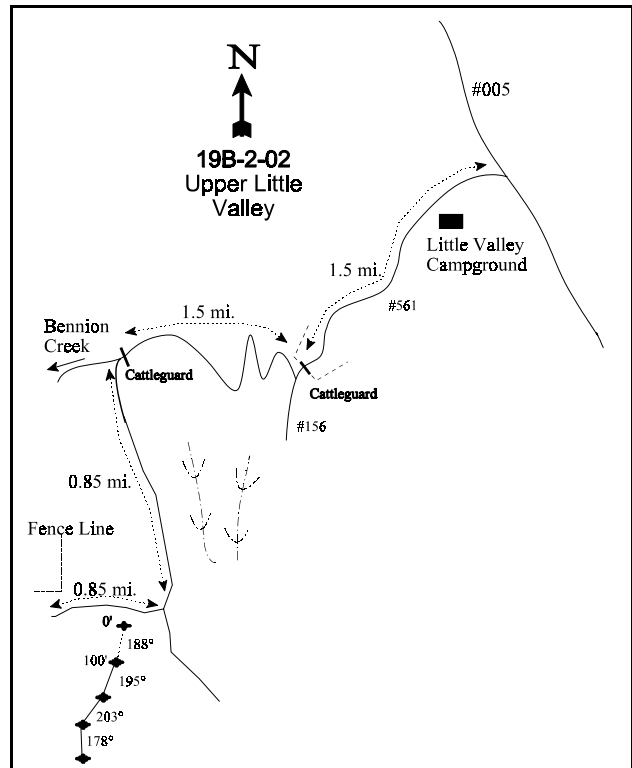 N
#005
19B-2-02
Upper Little
Valley
Little Valley
Campground
1.5 mi.
#561
1.5 mi.
Bennion
Creek
Cattleguard
Cattleguard
#156
0.85 mi.
Fence Line
0.85 mi.
0'
188°
100'
195°
203°
178°